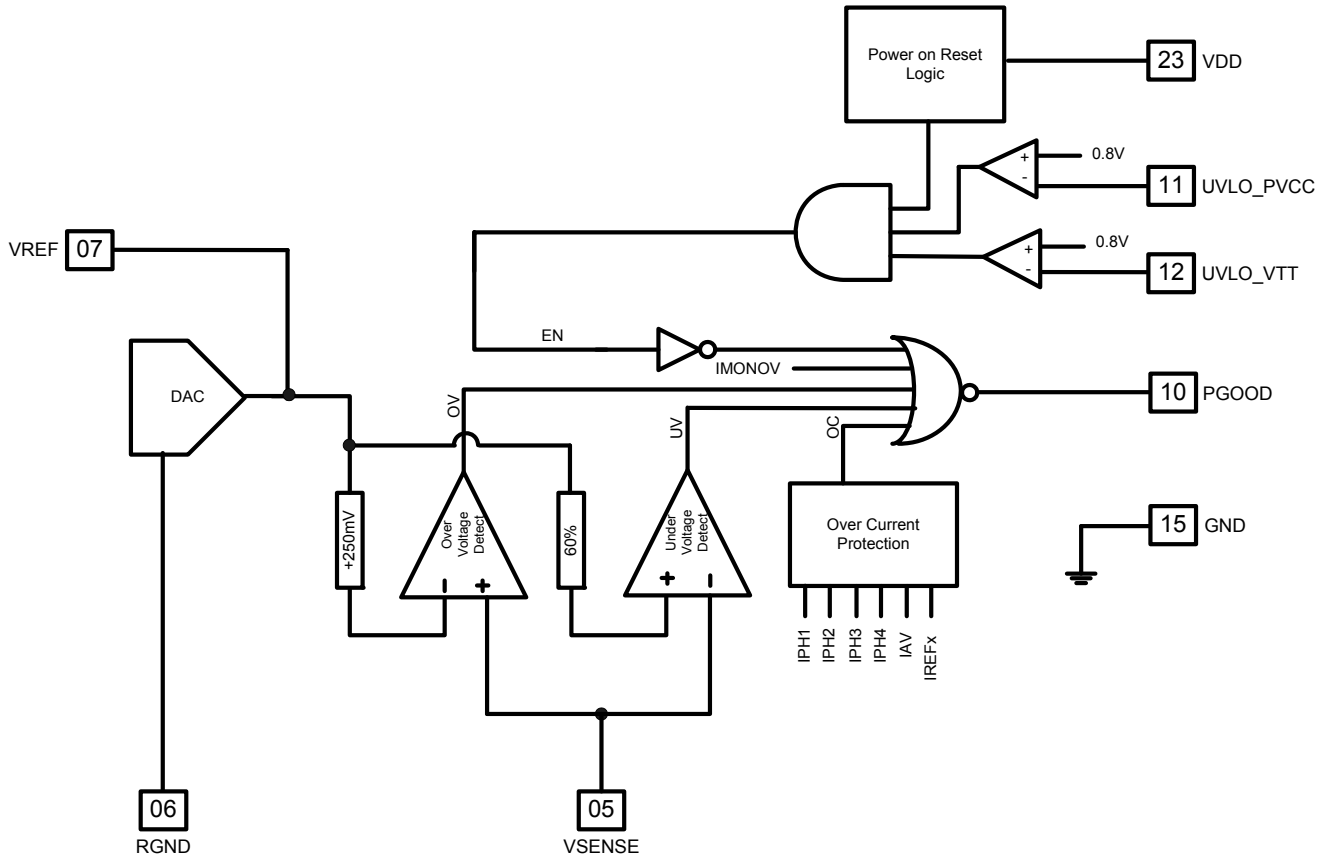 Power on Reset
Logic
23 VDD
+ 0.8V
-
11 UVLO_PVCC
+ 0.8V
-
12 UVLO_VTT
VREF 07
EN
IMONOV
DAC
OV
UV
OC
10 PGOOD
+250mV
Over
Voltage
Detect
- +
60%
Under
Voltage
Detect
+ -
Over Current
Protection
15 GND
IPH1
IPH2
IPH3
IPH4
IAV
IREFx
06
RGND
05
VSENSE